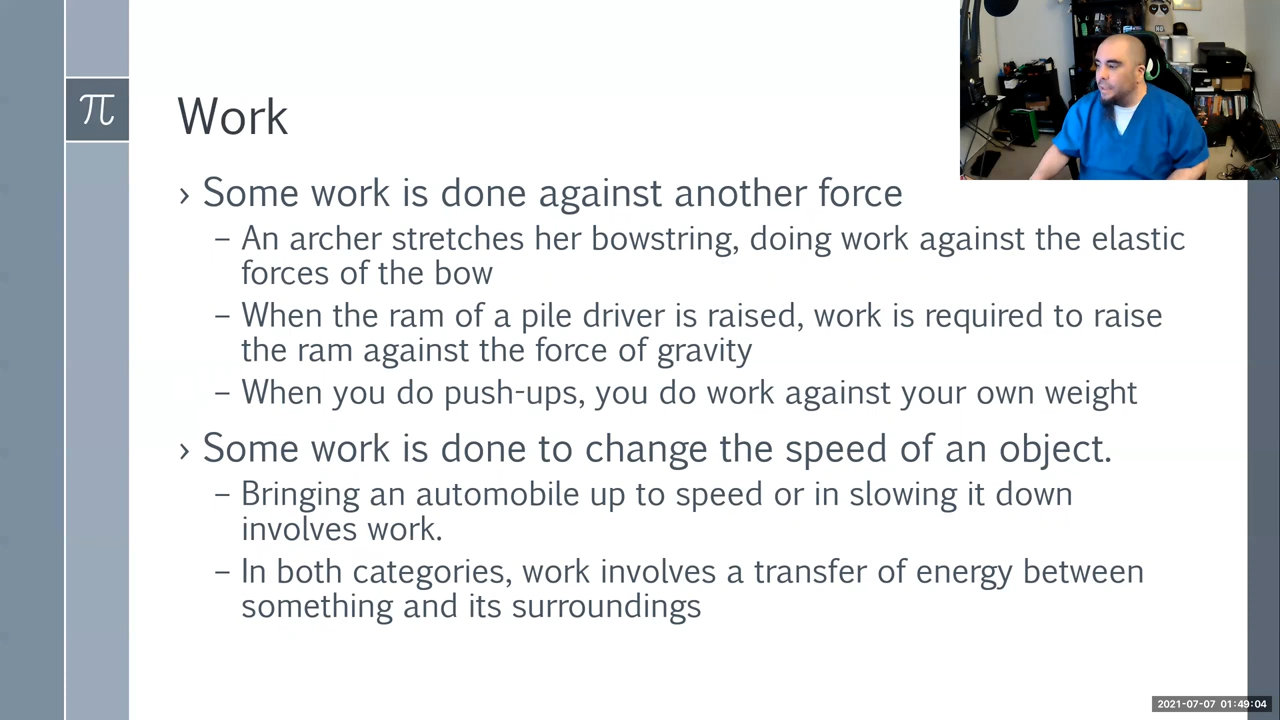 π
Work
› Some work is done against another force
– An archer stretches her bowstring, doing work against the elastic
forces of the bow
– When the ram of a pile driver is raised, work is required to raise
the ram against the force of gravity
– When you do push-ups, you do work against your own weight
› Some work is done to change the speed of an object.
– Bringing an automobile up to speed or in slowing it down
involves work.
– In both categories, work involves a transfer of energy between
something and its surroundings
2021-07-07 01:49:04